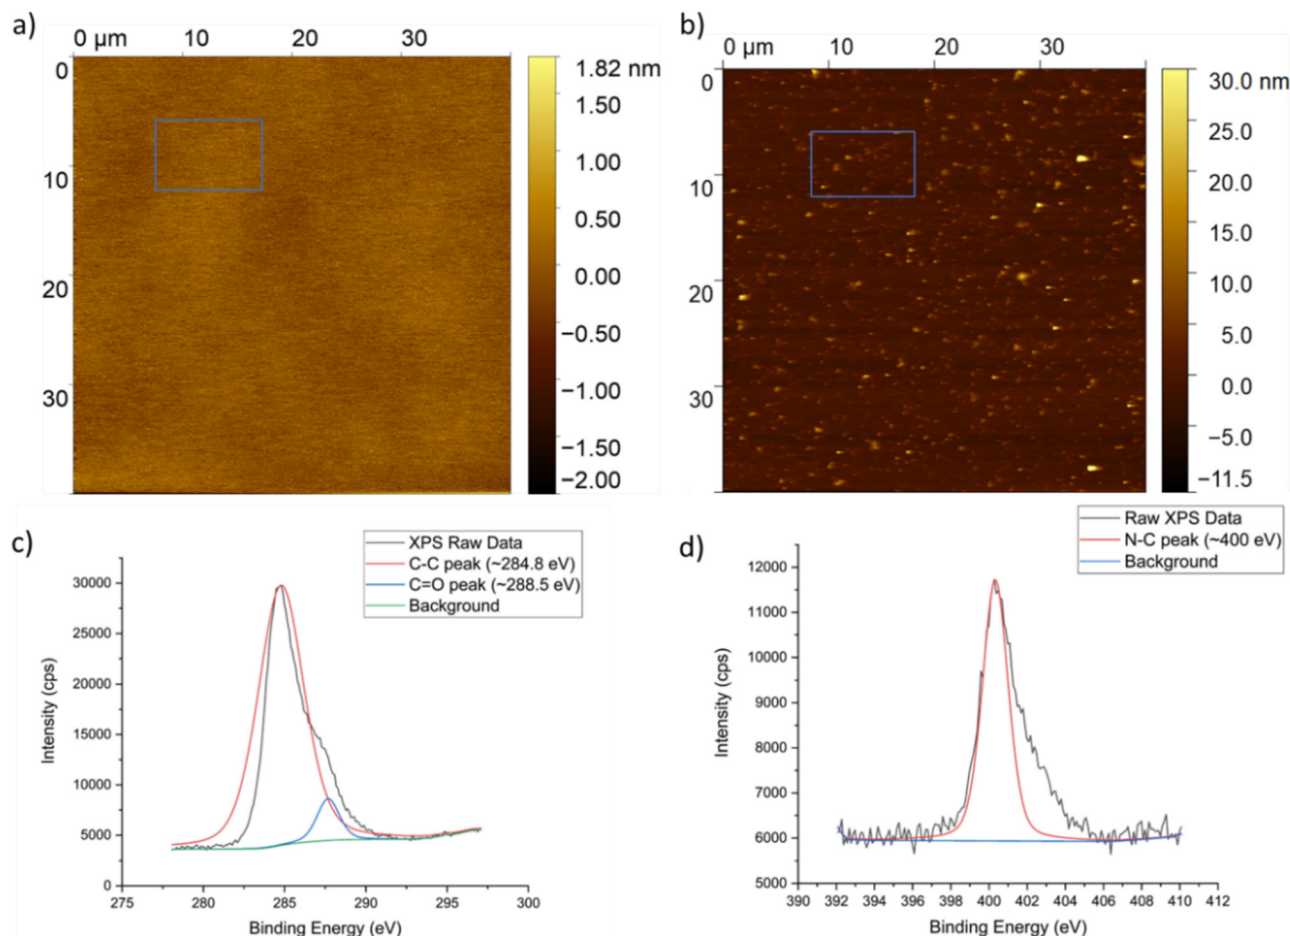 a)
0 µm 10 20 30
0
10
20
30
1.82 nm
1.50
1.00
0.50
0.00
−0.50
−1.00
−1.50
−2.00
b)
0 µm 10 20 30
0
10
20
30
30.0 nm
25.0
20.0
15.0
10.0
5.0
0.0
−5.0
−11.5
c)
XPS Raw Data
C-C peak (~284.8 eV)
C=O peak (~288.5 eV)
Background
30000
25000
20000
15000
10000
5000
0
Intensity (cps)
275 280 285 290 295 300
Binding Energy (eV)
d)
Raw XPS Data
N-C peak (~400 eV)
Background
12000
11000
12000
9000
8000
7000
6000
5000
Intensity (cps)
390 392 394 396 398 400 402 404 406 408 410 412
Binding Energy (eV)